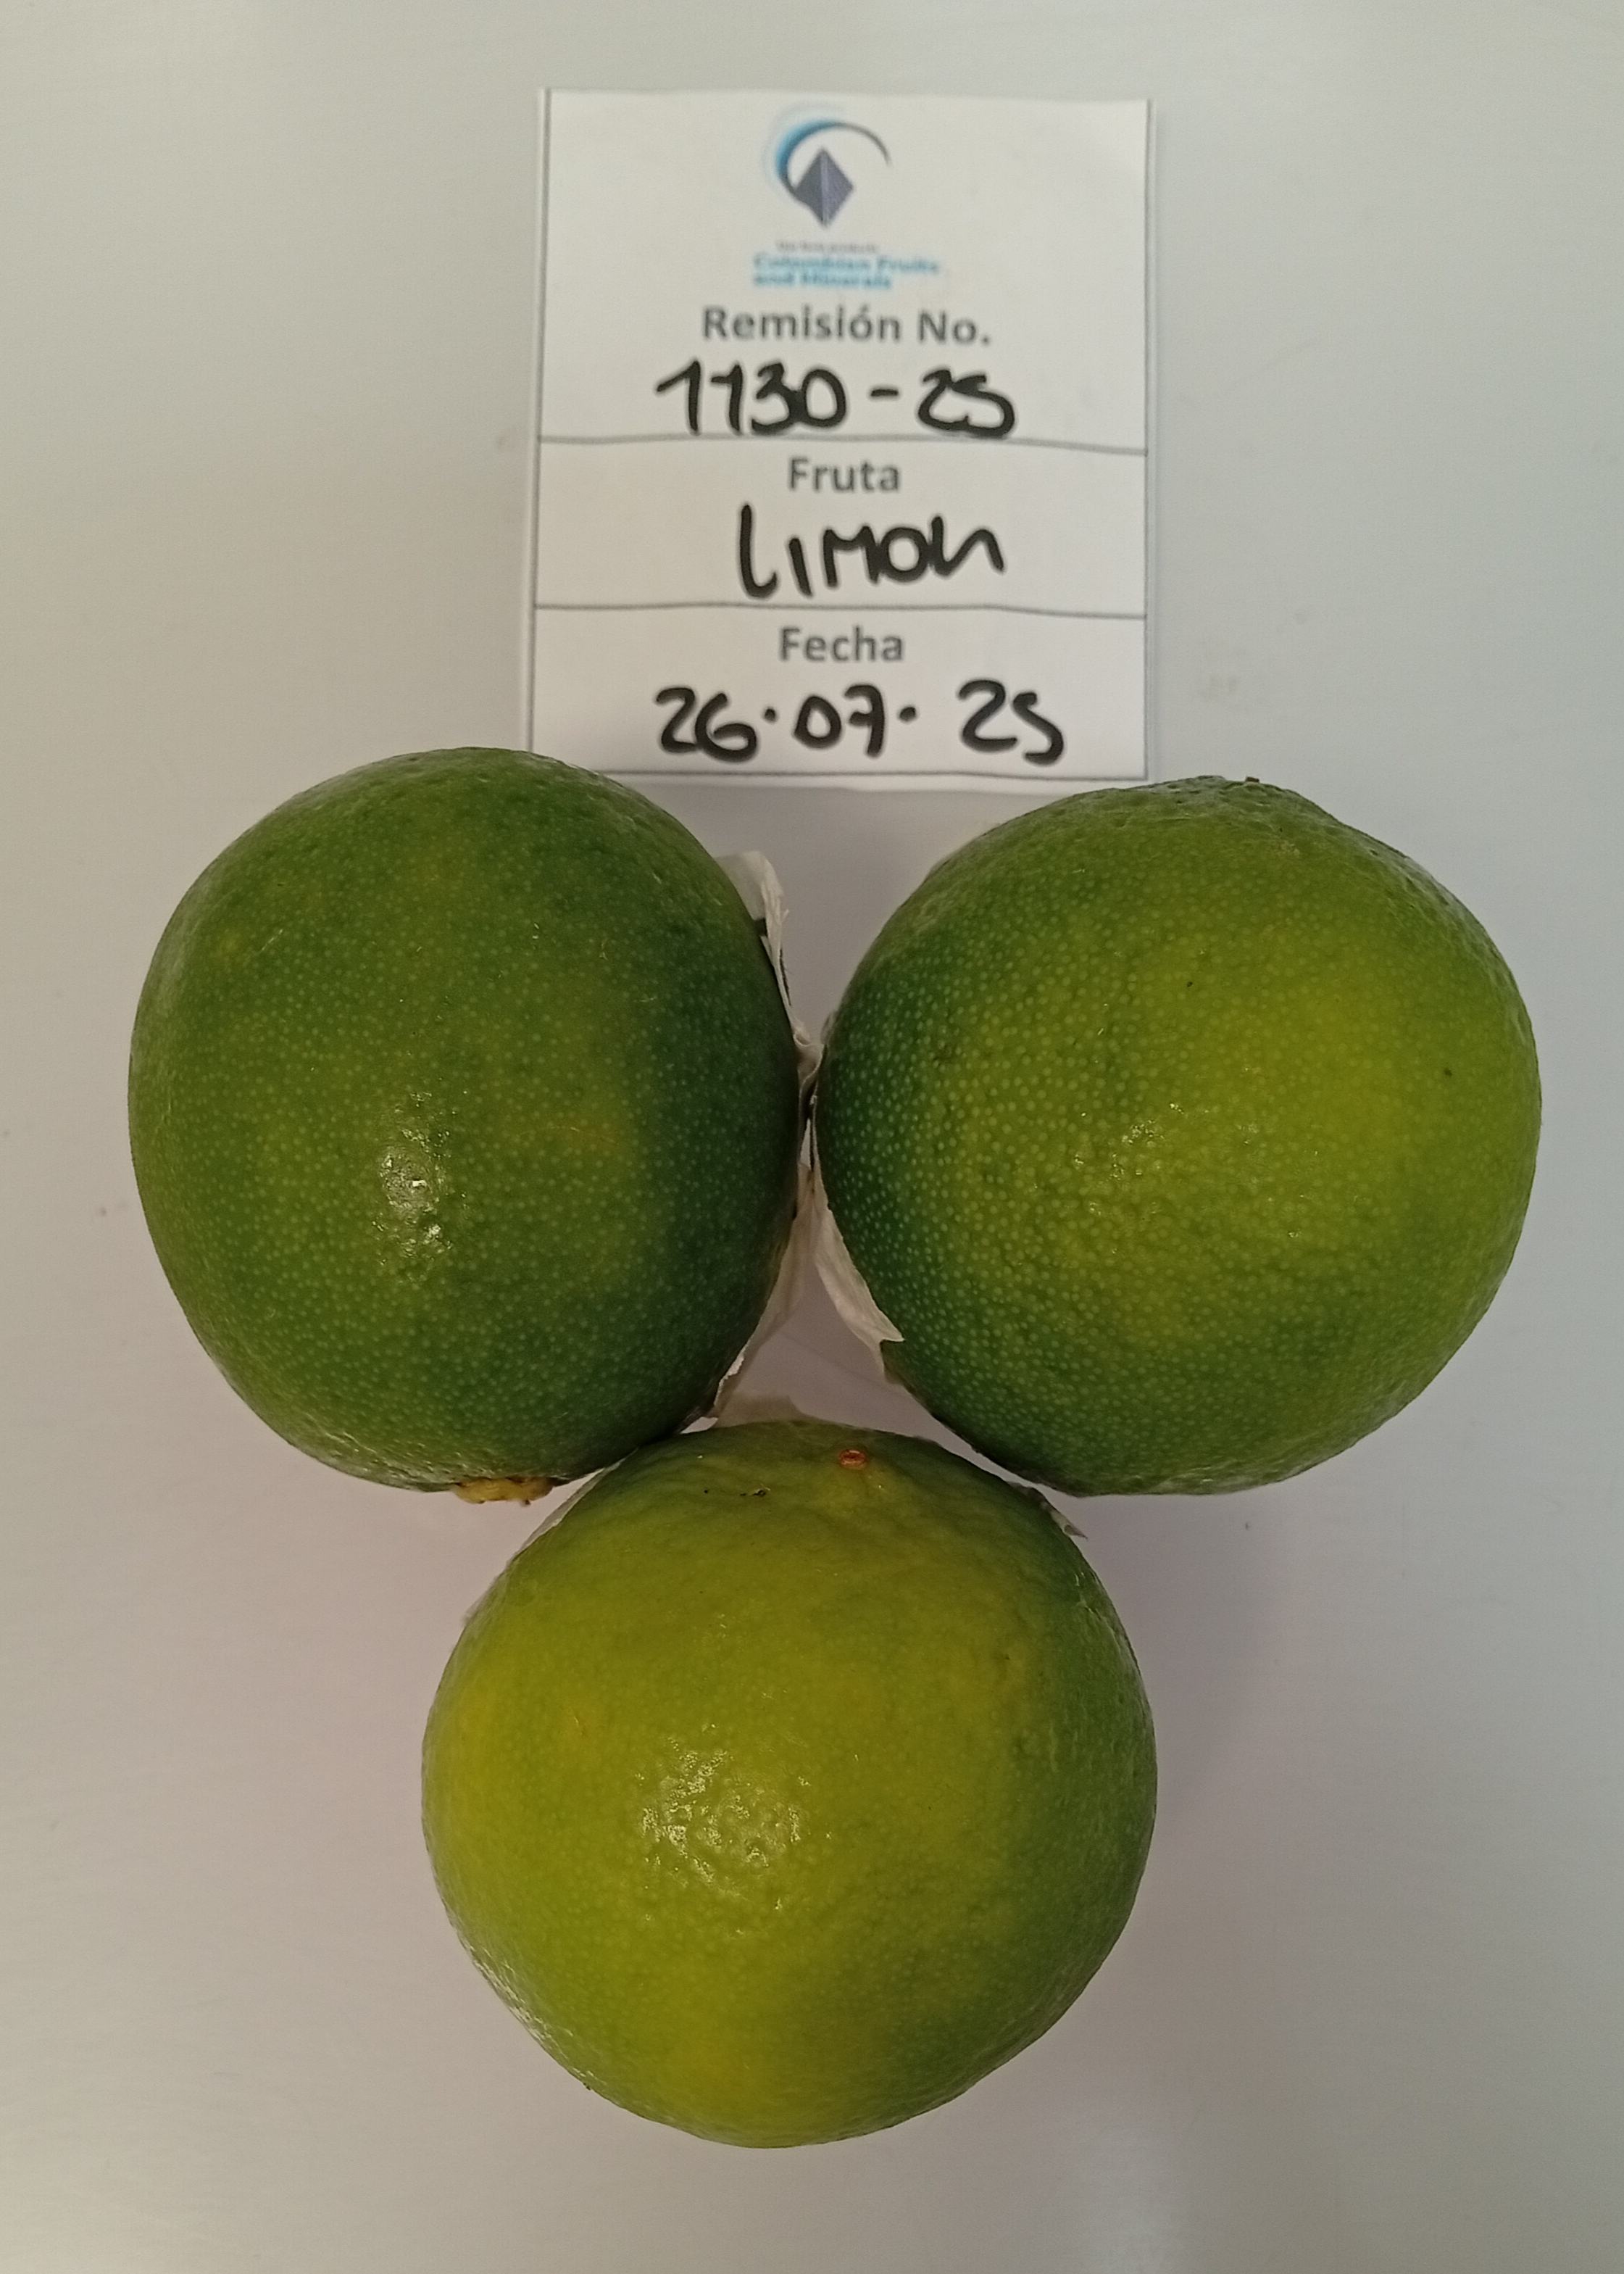 Colombian Fruits
and Minerals
Remisión No.
1130-25
Fruta
LIMON
Fecha
26.07.25